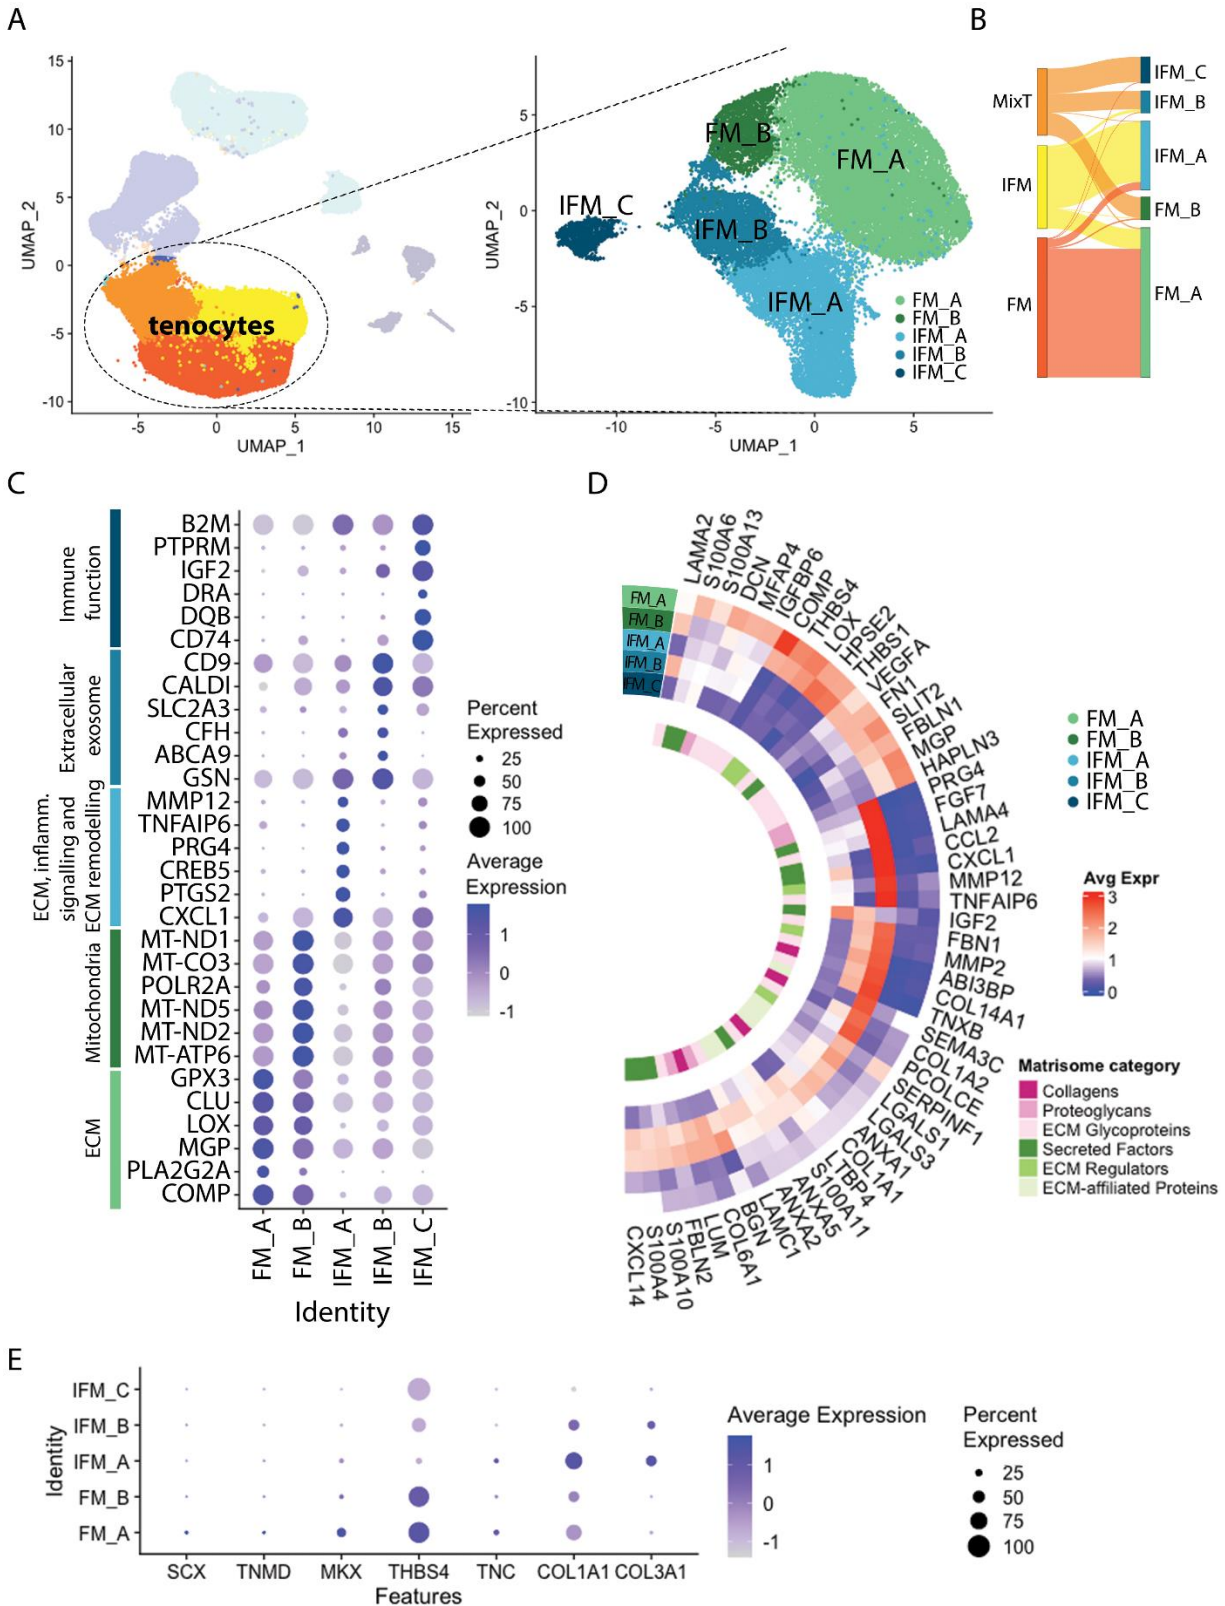 A
15
10
5
0
-5
-10
UMAP_2
-5
0
5
10
15
UMAP_1
tenocytes
5
0
-5
-10
UMAP_2
-10
-5
0
5
UMAP_1
FM_B
FM_A
IFM_C
IFM_B
IFM_A
FM_A
FM_B
IFM_A
IFM_B
IFM_C
B
MixT
IFM
FM
IFM_C
IFM_B
IFM_A
FM_B
FM_A
C
Immune
function
Extracellular
exosome
ECM, inflamm.
signalling and
ECM remodelling
Mitochondria
ECM
B2M
PTPRM
IGF2
DRA
DQB
CD74
CD9
CALDI
SLC2A3
CFH
ABCA9
GSN
MMP12
TNFAIP6
PRG4
CREB5
PTGS2
CXCL1
MT-ND1
MT-CO3
POLR2A
MT-ND5
MT-ND2
MT-ATP6
GPX3
CLU
LOX
MGP
PLA2G2A
COMP
FM_A
FM_B
IFM_A
IFM_B
IFM_C
Identity
Percent
Expressed
25
50
75
100
Average
Expression
1
0
-1
D
FM_A
FM_B
IFM_A
IFM_B
IFM_C
LAMA2
S100A6
S100A13
DCN
MFAP4
IGFBP6
COMP
THBS4
LOX
HPSE2
THBS1
VEGFA
FN1
SLIT2
FBLN1
MGP
HAPLN3
PRG4
FGF7
LAMA4
CCL2
CXCL1
MMP12
TNFAIP6
IGF2
FBN1
MMP2
ABI3BP
COL14A1
TNXB
SEMA3C
COL1A2
PCOLCE
SERPINF1
LGALS1
LGALS3
ANXA1
COL1A1
LTBP4
S100A11
ANXA5
ANXA2
LAMC1
BGN
COL6A1
LUM
FBLN2
S100A10
S100A4
CXCL14
FM_A
FM_B
IFM_A
IFM_B
IFM_C
Avg Expr
3
2
1
0
Matrisome category
Collagens
Proteoglycans
ECM Glycoproteins
Secreted Factors
ECM Regulators
ECM-affiliated Proteins
E
Identity
IFM_C
IFM_B
IFM_A
FM_B
FM_A
SCX
TNMD
MKX
THBS4
TNC
COL1A1
COL3A1
Features
Average Expression
1
0
-1
Percent
Expressed
25
50
75
100